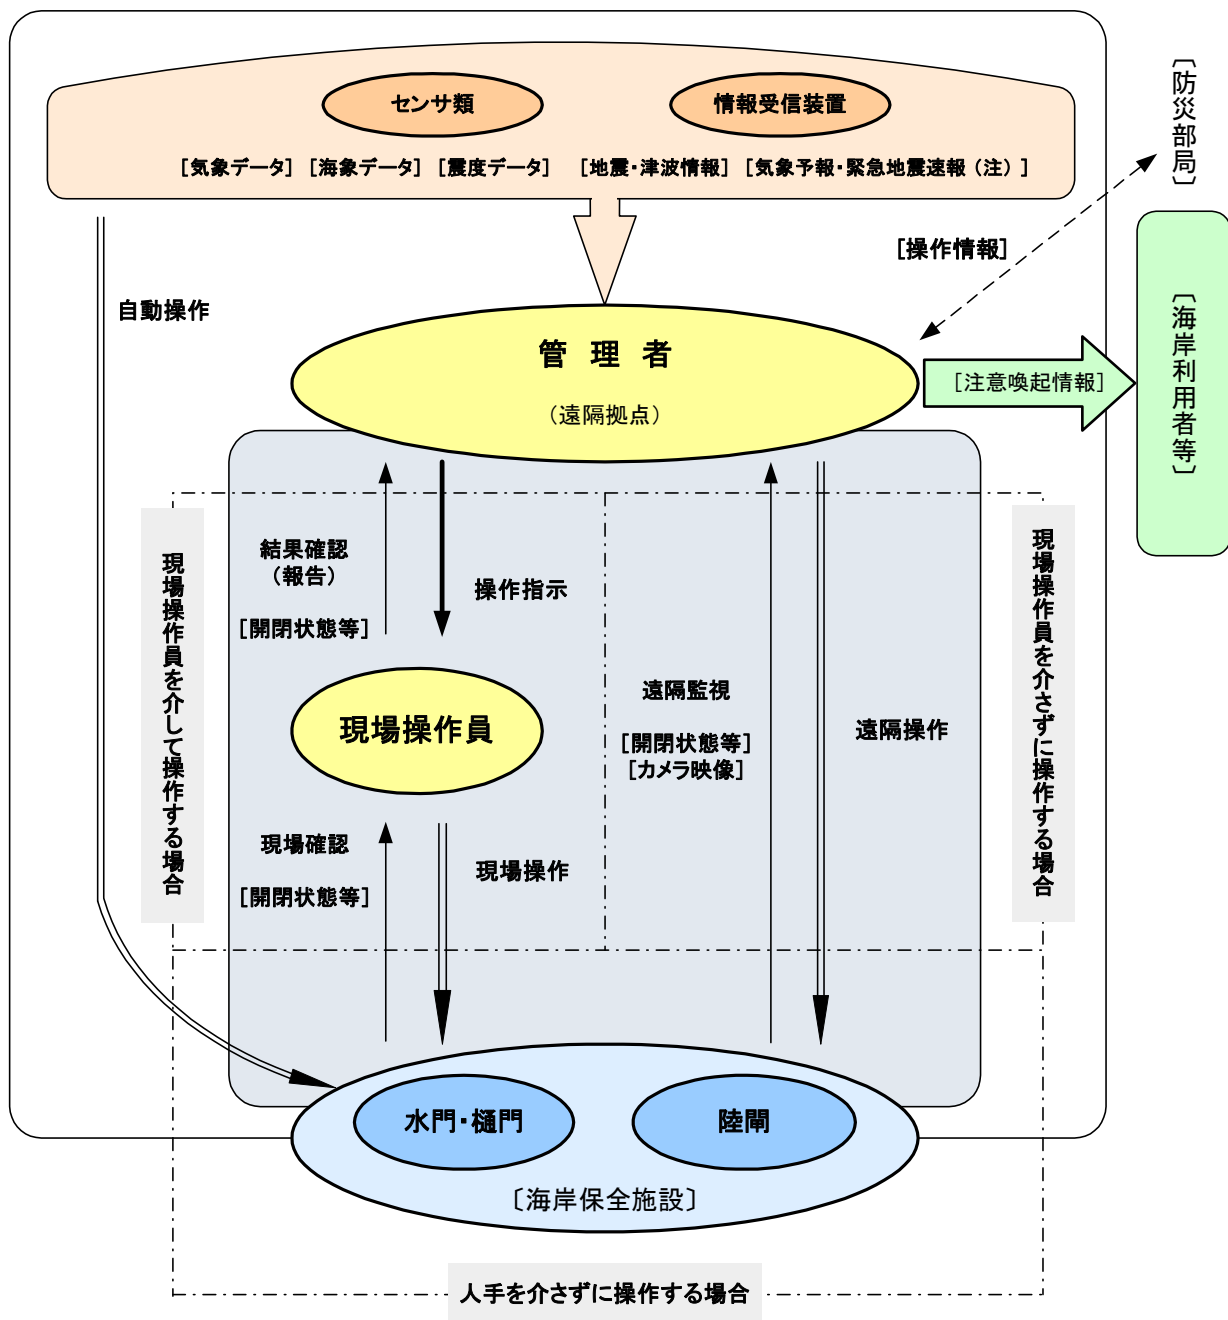 センサ類
情報受信装置
［気象データ］［海象データ］［震度データ］　［地震・津波情報］［気象予報・緊急地震速報（注）］
〔防災部局〕
［操作情報］
自動操作
管理者
（遠隔拠点）
［注意喚起情報］
〔海岸利用者等〕
現場操作員を介して操作する場合
結果確認
（報告）
［開閉状態等］
操作指示
現場操作員
現場確認
［開閉状態等］
現場操作
遠隔監視
［開閉状態等］
［カメラ映像］
遠隔操作
現場操作員を介さずに操作する場合
水門・樋門
陸閘
〔海岸保全施設〕
人手を介さずに操作する場合